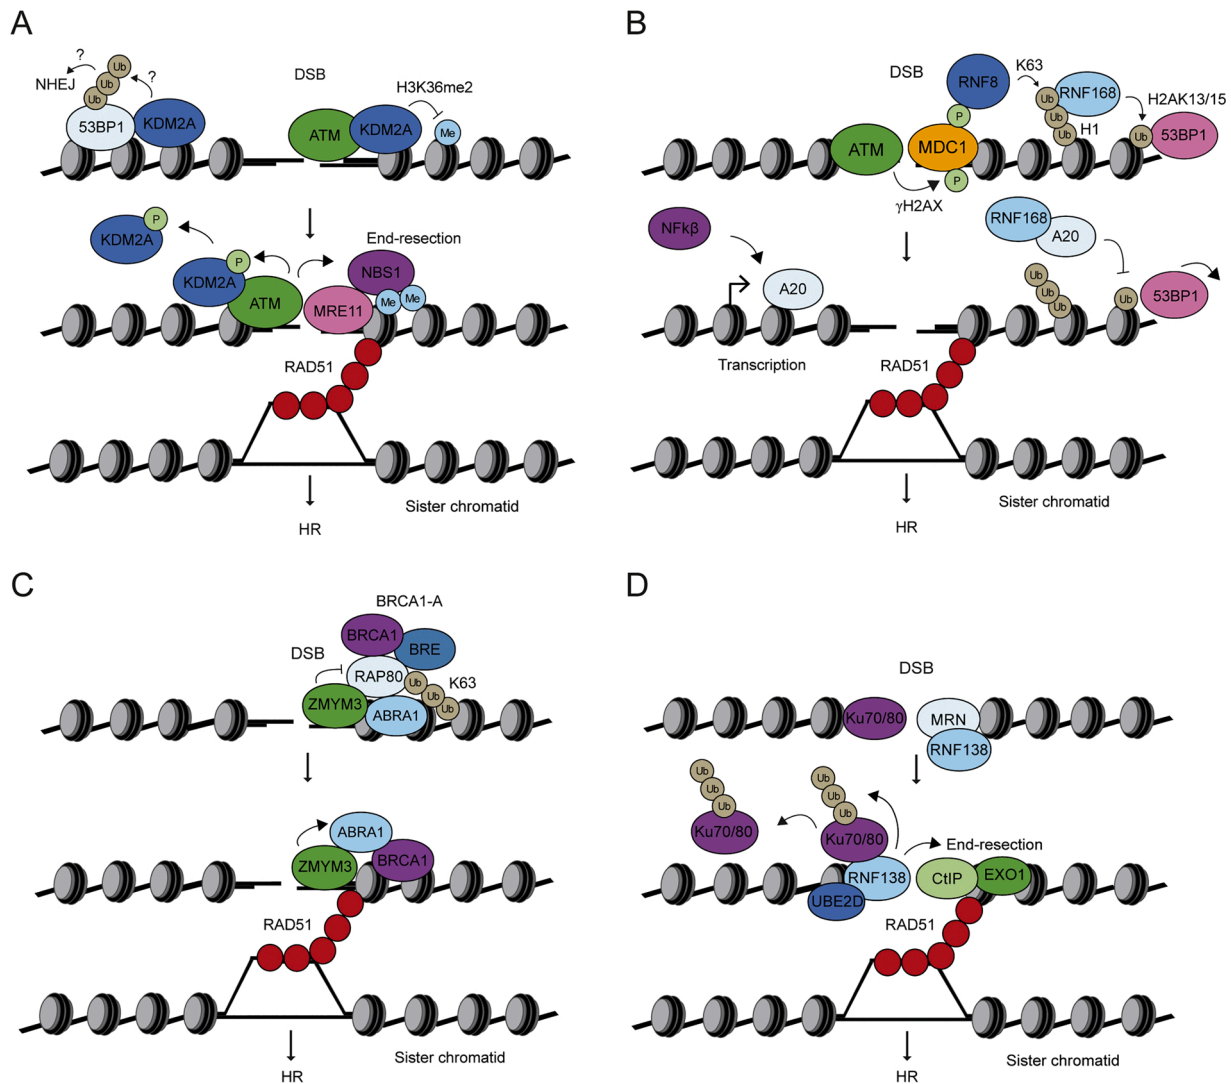 A
?
?
Ub
Ub
Ub
NHEJ
DSB
H3K36me2
53BP1
KDM2A
ATM
KDM2A
Me
P
KDM2A
P
KDM2A
ATM
End-resection
NBS1
MRE11
Me
Me
RAD51
Sister chromatid
HR
B
DSB
RNF8
K63
P
Ub
Ub
Ub
RNF168
H1
H2AK13/15
Ub
53BP1
ATM
MDC1
P
γH2AX
NFkβ
A20
RNF168
A20
Ub
Ub
Ub
Ub
53BP1
Transcription
RAD51
Sister chromatid
HR
C
BRCA1-A
BRCA1
BRE
DSB
RAP80
Ub
Ub
Ub
K63
ZMYM3
ABRA1
ABRA1
ZMYM3
BRCA1
RAD51
Sister chromatid
HR
D
DSB
Ku70/80
MRN
RNF138
Ub
Ub
Ub
Ku70/80
Ub
Ub
Ub
Ku70/80
RNF138
UBE2D
End-resection
CtIP
EXO1
RAD51
Sister chromatid
HR